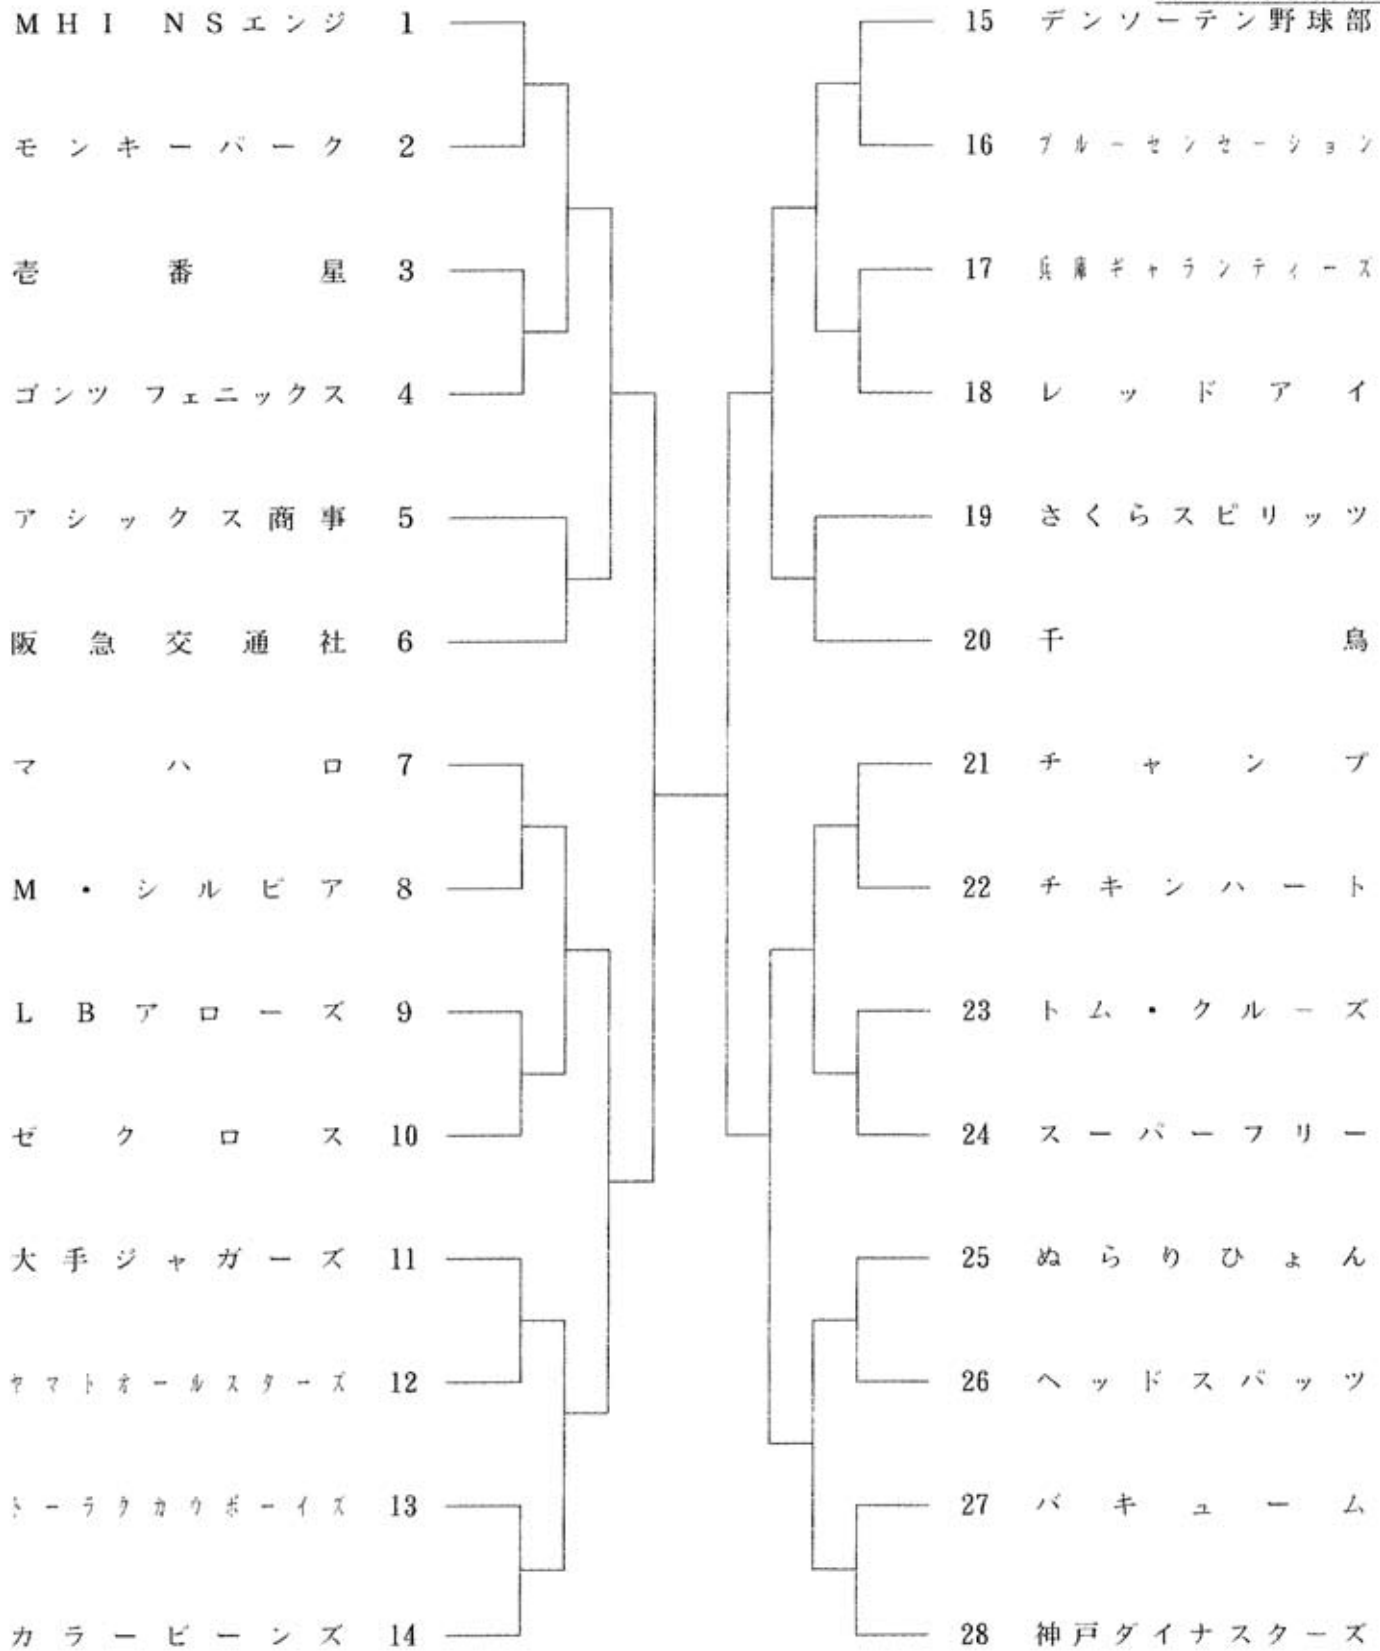 MHI NSエンジ 1
モンキーパーク 2
壱番星 3
ゴンツ フェニックス 4
アシックス商事 5
阪急交通社 6
マハロ 7
M・シルビア 8
LBアローズ 9
ゼクロス 10
大手ジャガーズ 11
ヤマトオールスターズ 12
トーラクカウボーイズ 13
カラービーンズ 14
15 デンソーテン野球部
16 ブルーセンセーション
17 兵庫ギャランティーズ
18 レッドアイ
19 さくらスピリッツ
20 千鳥
21 チャンプ
22 チキンハート
23 トム・クルーズ
24 スーパーフリー
25 ぬらりひょん
26 ヘッドスバッツ
27 バキューム
28 神戸ダイナスターズ